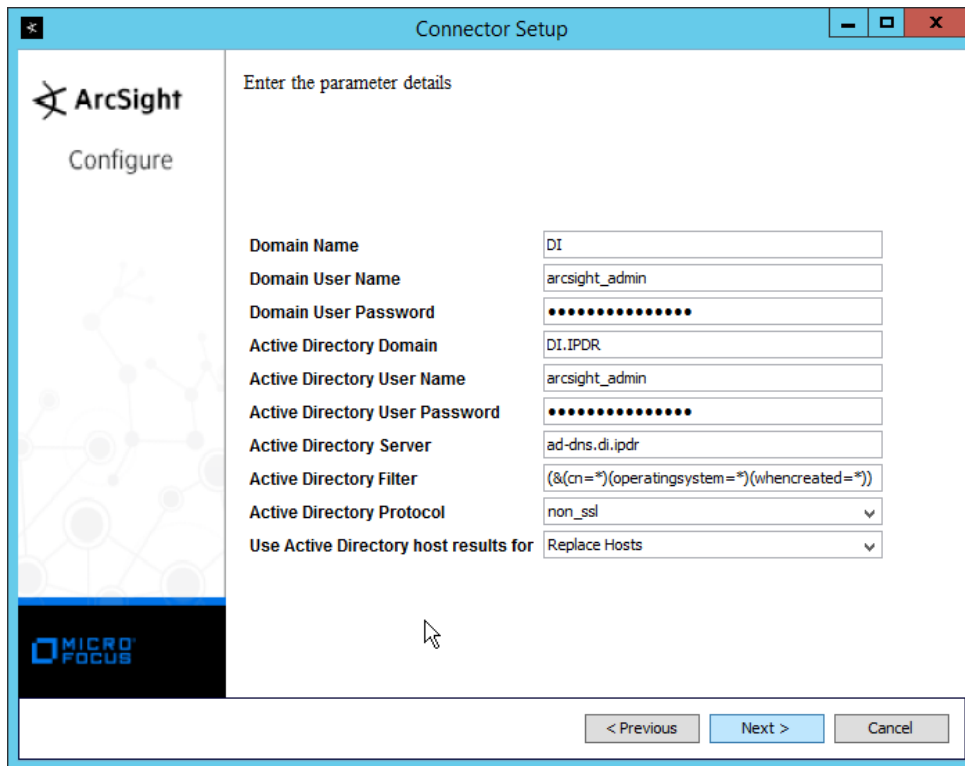 Connector Setup
ArcSight
Configure
Enter the parameter details
Domain Name DI
Domain User Name arcsight_admin
Domain User Password •••••••••••••••
Active Directory Domain DI.IPDR
Active Directory User Name arcsight_admin
Active Directory User Password •••••••••••••••
Active Directory Server ad-dns.di.ipdr
Active Directory Filter (&(cn=*)(operatingsystem=*)(whencreated=*))
Active Directory Protocol non_ssl
Use Active Directory host results for Replace Hosts
MICRO
FOCUS
< Previous Next > Cancel